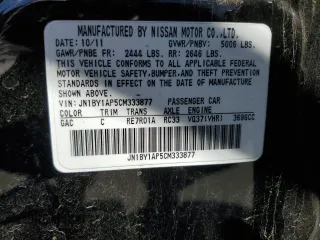 MANUFACTURED BY NISSAN MOTOR CO.,LTD.
DATE:10/11 GVWR/PNBV: 5006 LBS.
GAWR/PNBE FR: 2444 LBS. RR: 2646 LBS.
THIS VEHICLE CONFORMS TO ALL APPLICABLE FEDERAL
MOTOR VEHICLE SAFETY,BUMPER,AND THEFT PREVENTION
STANDARDS IN EFFECT ON THE DATE OF MANUFACTURE
SHOWN ABOVE.
VIN:JN1BY1AP5CM333877 PASSENGER CAR
COLOR TRIM TRANS AXLE ENGINE
GAC C RE7R01A RC33 VQ37(VHR) 3696CC
JN1BY1AP5CM333877